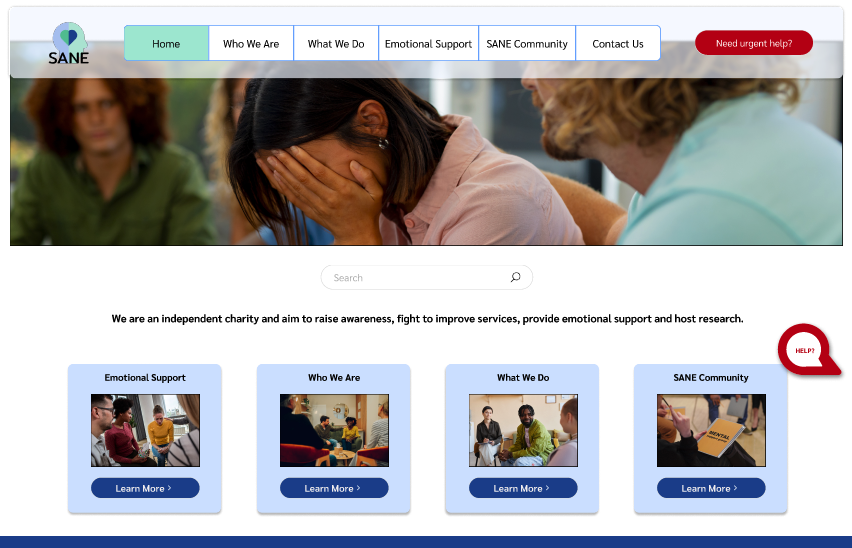 SANE
Home
Who We Are
What We Do
Emotional Support
SANE Community
Contact Us
Need urgent help?
Search
We are an independent charity and aim to raise awareness, fight to improve services, provide emotional support and host research.
HELP?
Emotional Support
Who We Are
What We Do
SANE Community
MENTAL
Learn More >
Learn More >
Learn More >
Learn More >